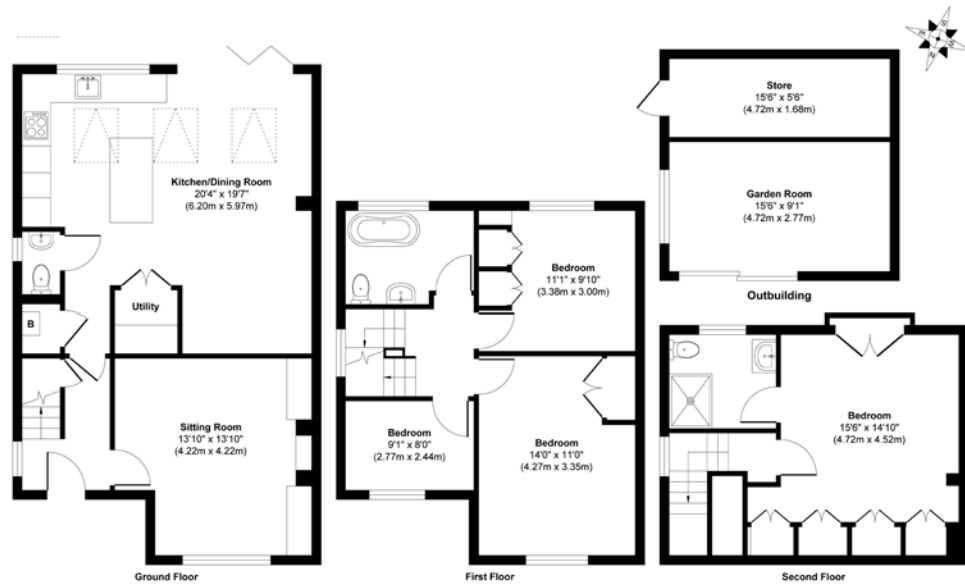 Kitchen/Dining Room
20'4" x 19'7"
(6.20m x 5.97m)
B
Utility
Sitting Room
13'10" x 13'10"
(4.22m x 4.22m)
Ground Floor
Bedroom
11'1" x 9'10"
(3.38m x 3.00m)
Bedroom
9'1" x 8'0"
(2.77m x 2.44m)
Bedroom
14'0" x 11'0"
(4.27m x 3.35m)
First Floor
S
E
W
N
Store
15'6" x 5'6"
(4.72m x 1.68m)
Garden Room
15'6" x 9'1"
(4.72m x 2.77m)
Outbuilding
Bedroom
15'6" x 14'10"
(4.72m x 4.52m)
Second Floor